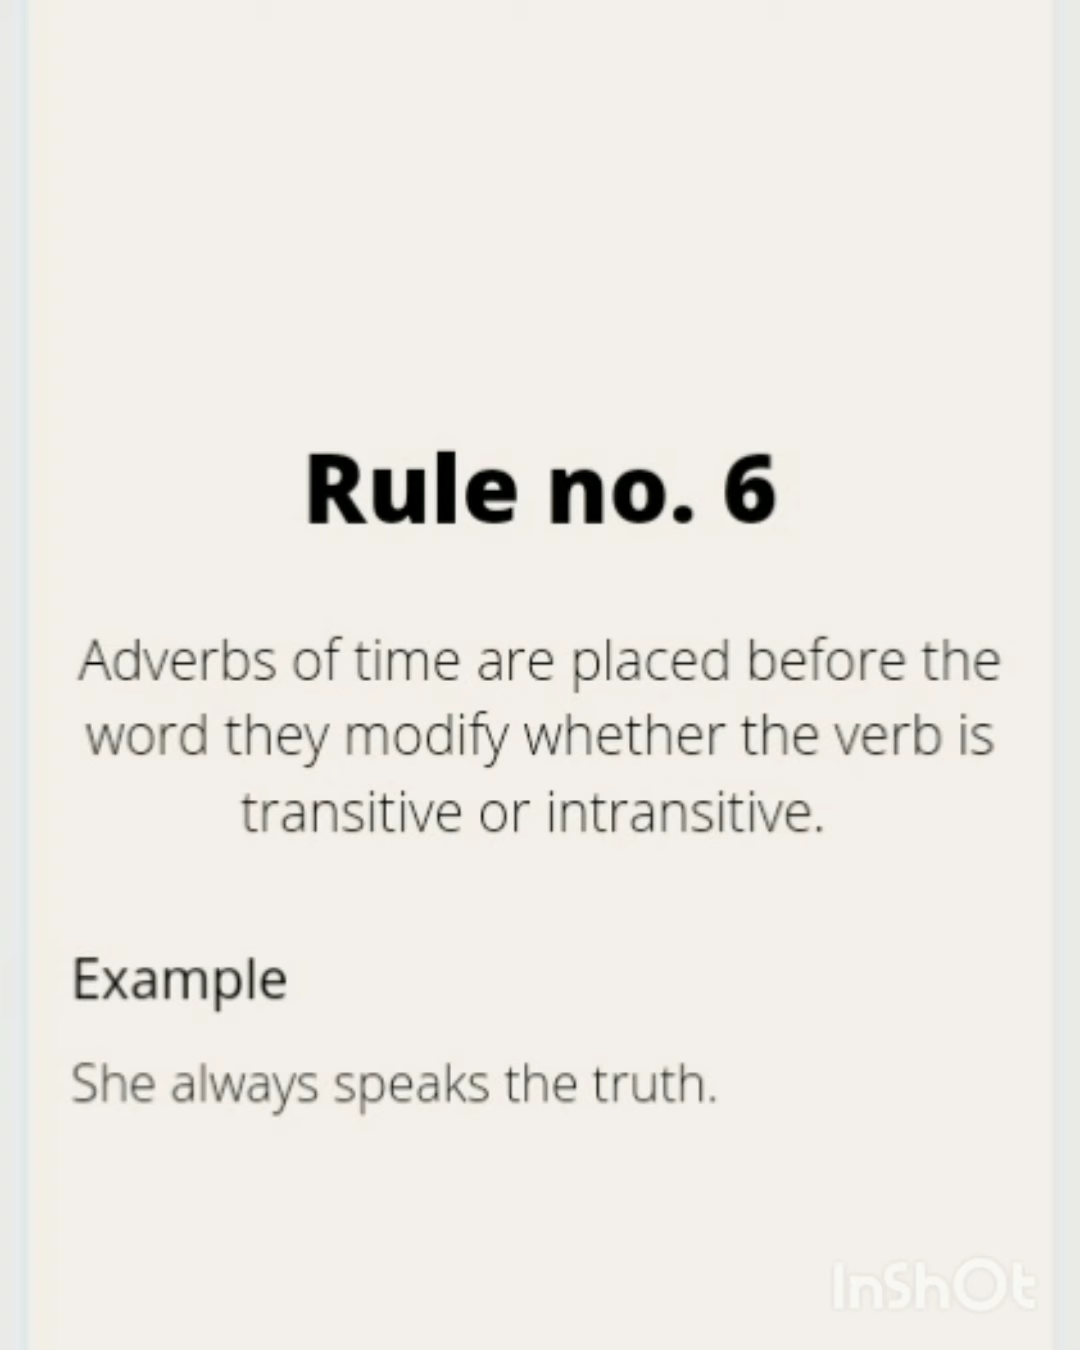 Rule no. 6
Adverbs of time are placed before the
word they modify whether the verb is
transitive or intransitive.
Example
She always speaks the truth.
InShOt